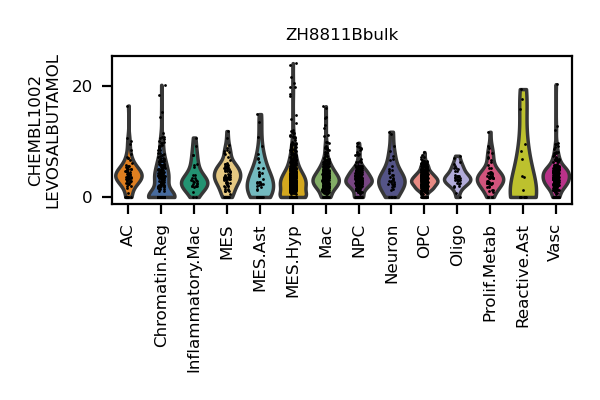 ZH8811Bbulk
CHEMBL1002
LEVOSALBUTAMOL
20
0
AC
Chromatin.Reg
Inflammatory.Mac
MES
MES.Ast
MES.Hyp
Mac
NPC
Neuron
OPC
Oligo
Prolif.Metab
Reactive.Ast
Vasc